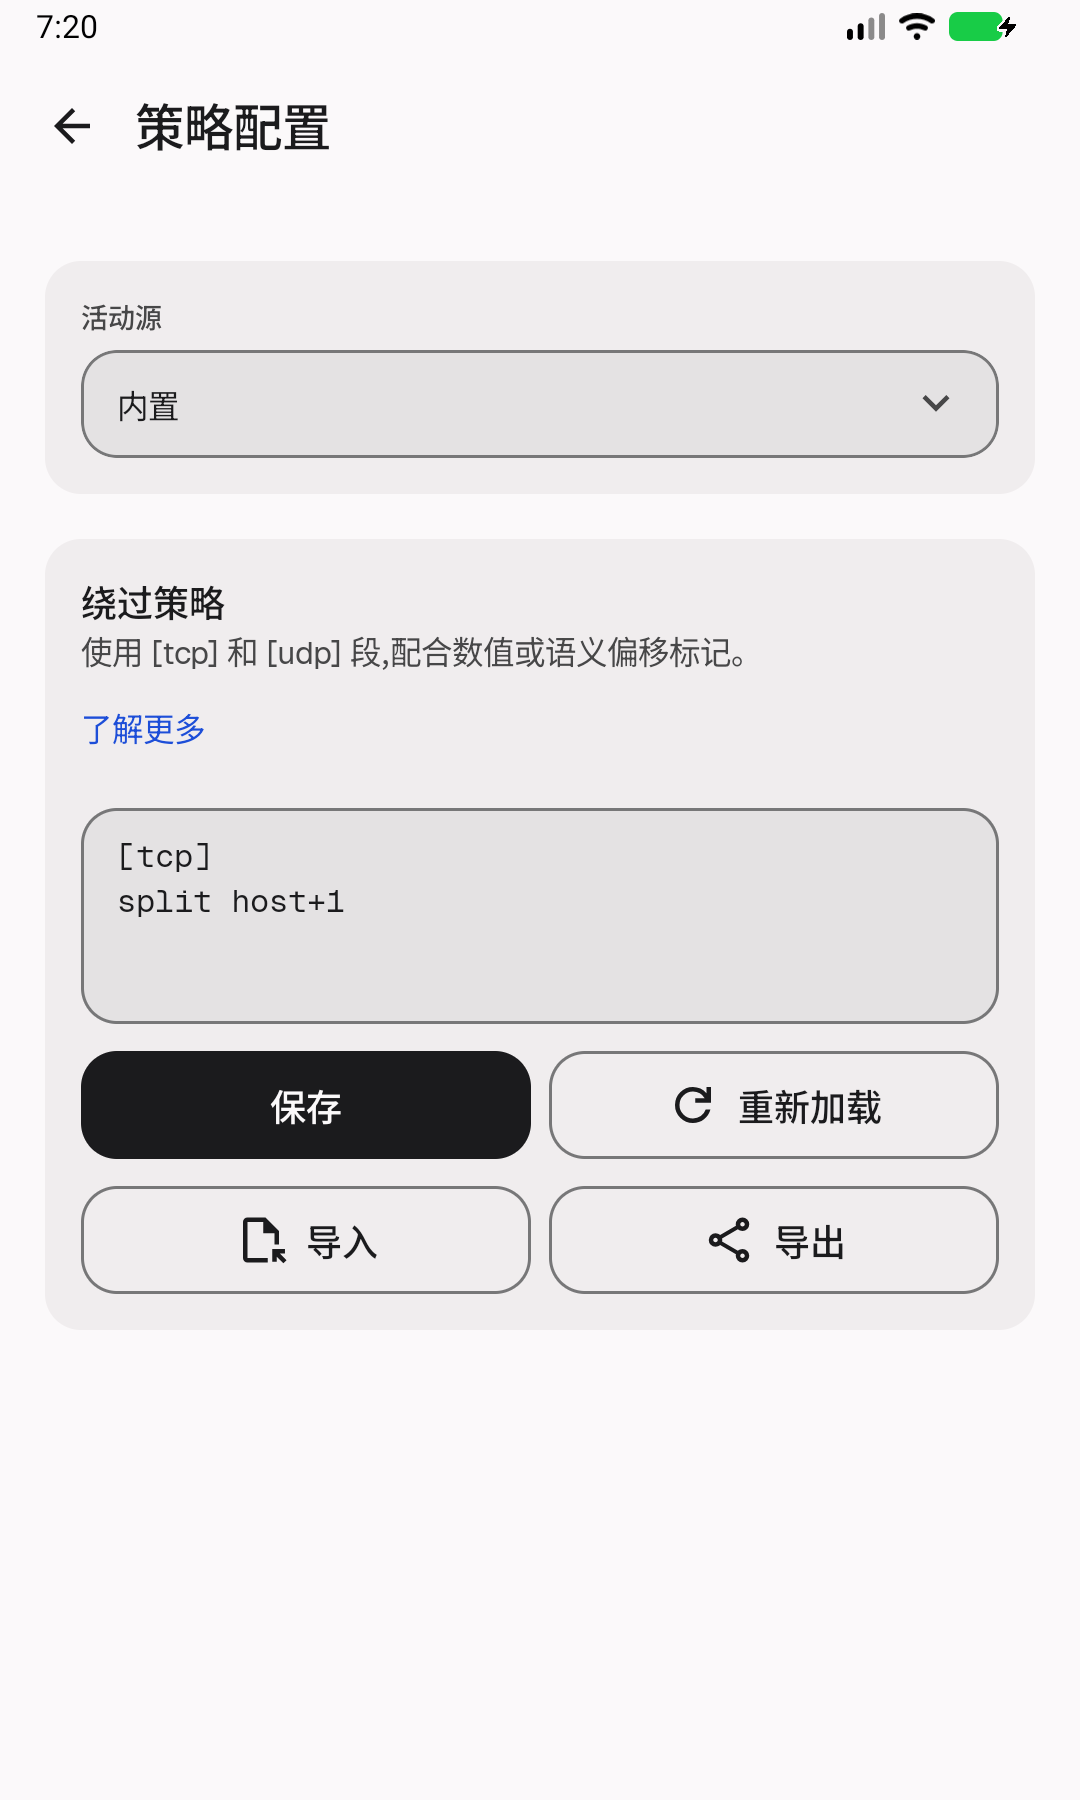 7:20
策略配置
活动源
内置
绕过策略
使用 [tcp] 和 [udp] 段,配合数值或语义偏移标记。
了解更多
[tcp]
split host+1
保存
重新加载
导入
导出